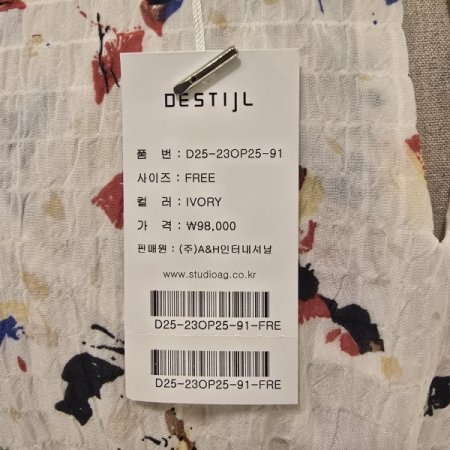 DESTIJL
품 번 : D25-23OP25-91
사이즈 : FREE
컬 러 : IVORY
가 격 : ₩98,000
판매원 : (주)A&H인터내셔날
www.studioag.co.kr
D25-23OP25-91-FRE
D25-23OP25-91-FRE